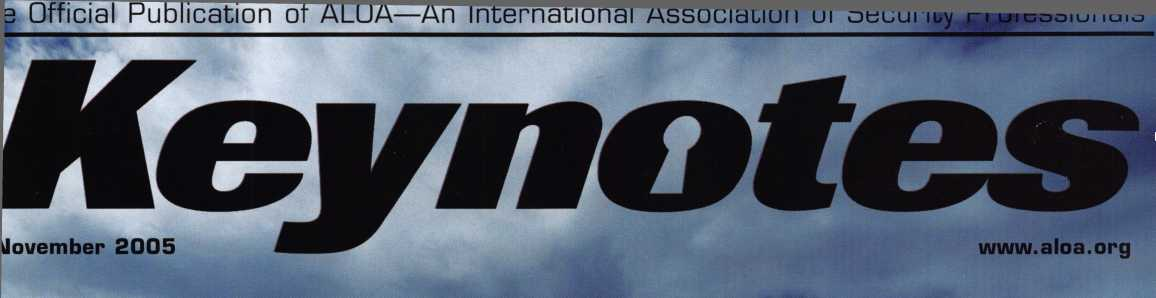 e Official Publication of ALOA—An International Association of Security Professionals
Keynotes
November 2005
www.aloa.org